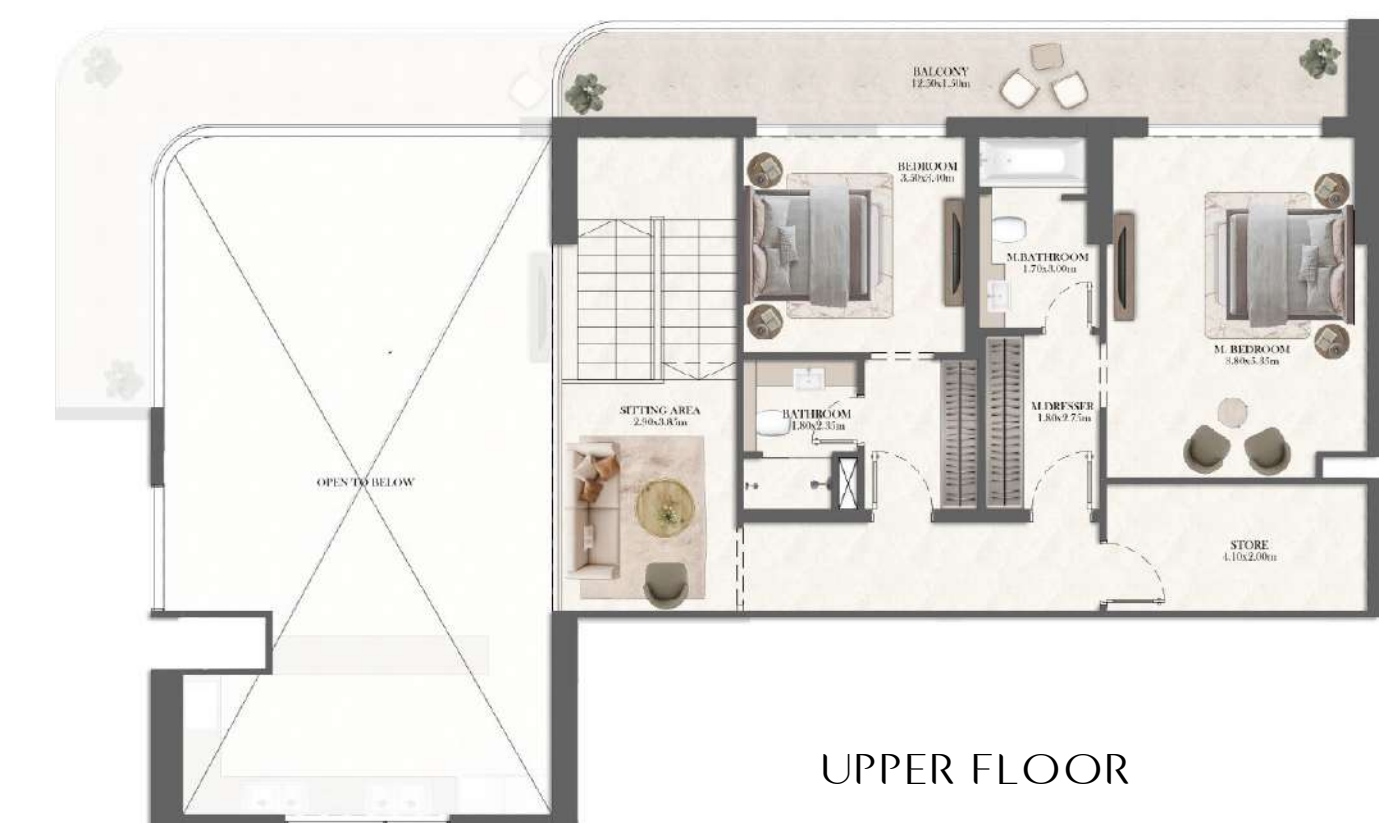 BALCONY
12.50x1.50m
BEDROOM
3.50x3.40m
M.BATHROOM
1.70x3.00m
M. BEDROOM
3.80x5.35m
SITTING AREA
2.90x3.85m
BATHROOM
1.80x2.35m
M.DRESSER
1.80x2.75m
OPEN TO BELOW
STORE
4.10x2.00m
UPPER FLOOR